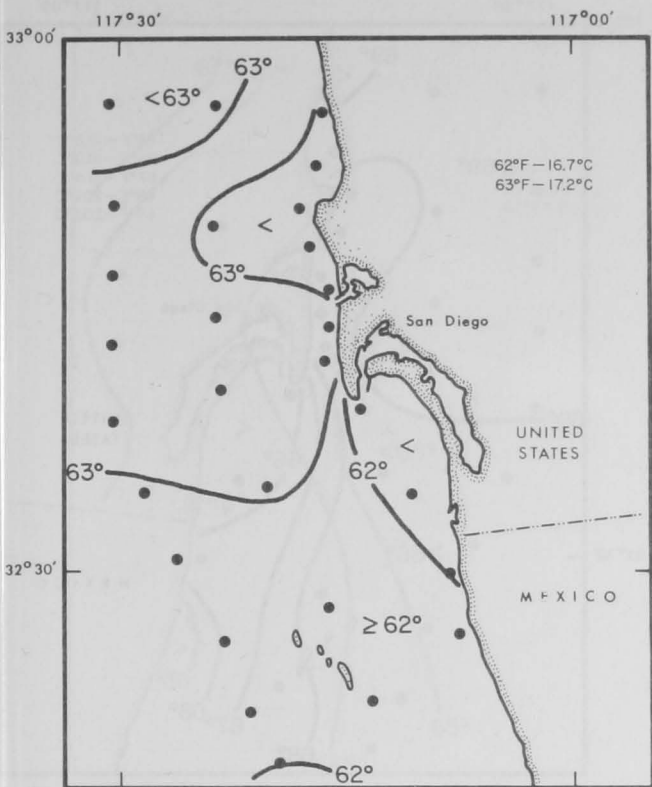 117°30′ 117°00′
33°00′
63°
<63°
62°F—16.7°C
63°F—17.2°C
<
63°
San Diego
UNITED
STATES
<
63°
62°
32°30′
MEXICO
≥62°
62°